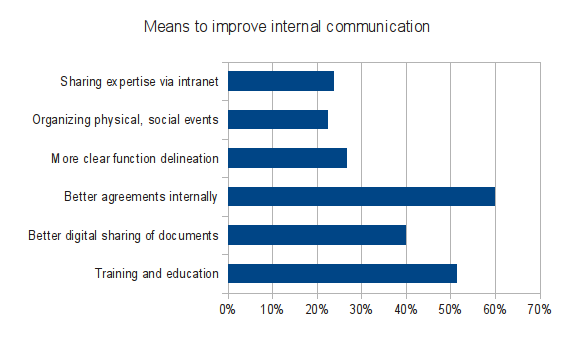 Means to improve internal communication
Sharing expertise via intranet
Organizing physical, social events
More clear function delineation
Better agreements internally
Better digital sharing of documents
Training and education
0% 10% 20% 30% 40% 50% 60% 70%